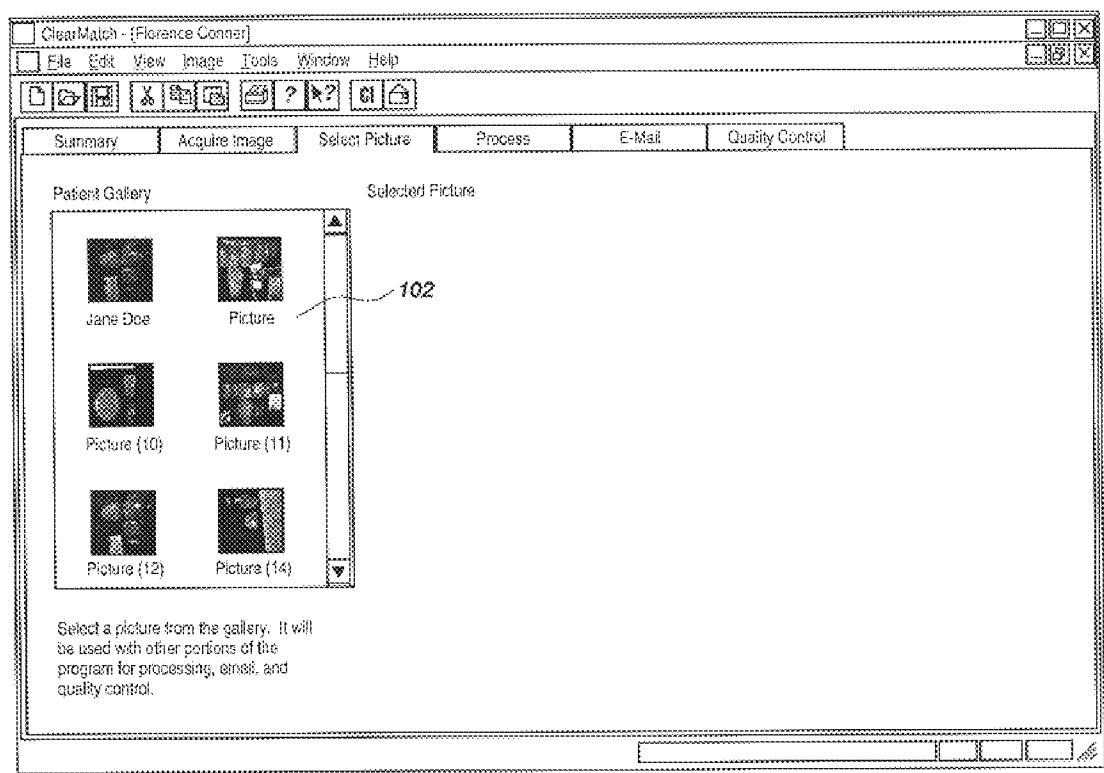 ClearMatch - [Florence Conner]
File Edit View Image Tools Window Help
? ?
Summary Acquire Image Select Picture Process E-Mail Quality Control
Patient Gallery Selected Picture
102
Jane Doe Picture
Picture (10) Picture (11)
Picture (12) Picture (14)
Select a picture from the gallery. It will
be used with other portions of the
program for processing, email, and
quality control.